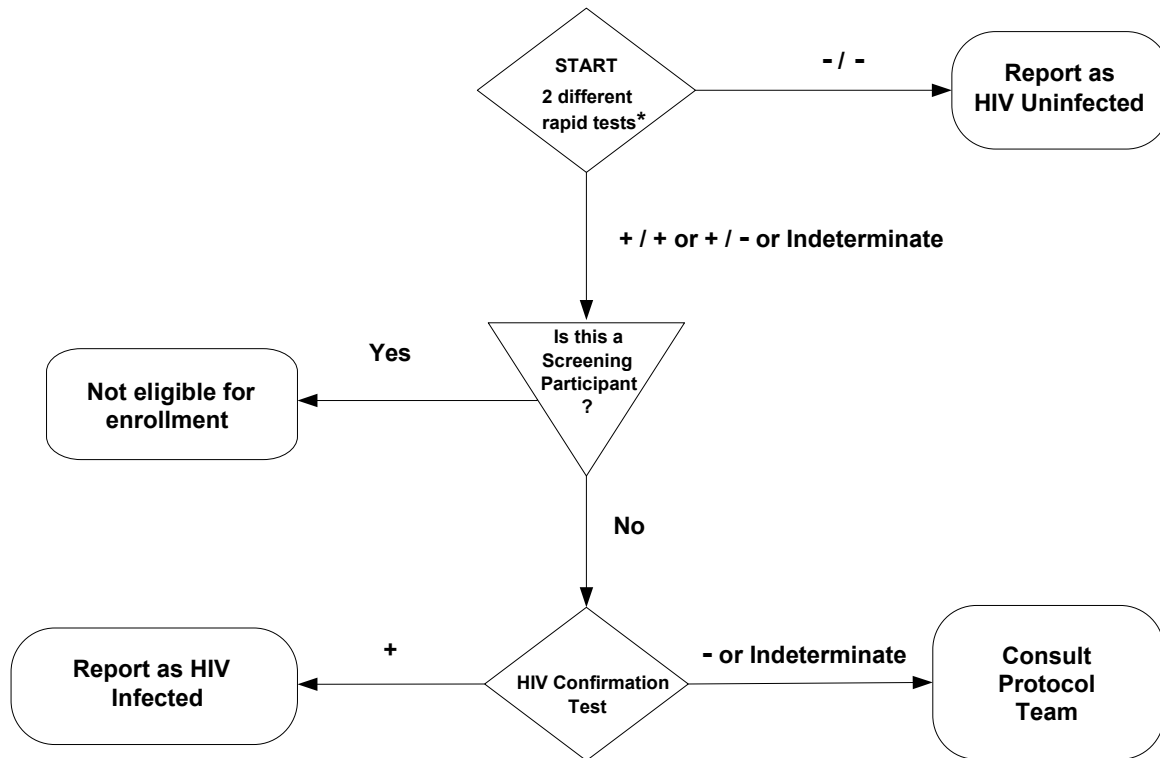 START
2 different
rapid tests*
- / -
Report as
HIV Uninfected
+ / + or + / - or Indeterminate
Is this a
Screening
Participant
?
Yes
Not eligible for
enrollment
No
HIV Confirmation
Test
+
Report as HIV
Infected
- or Indeterminate
Consult
Protocol
Team